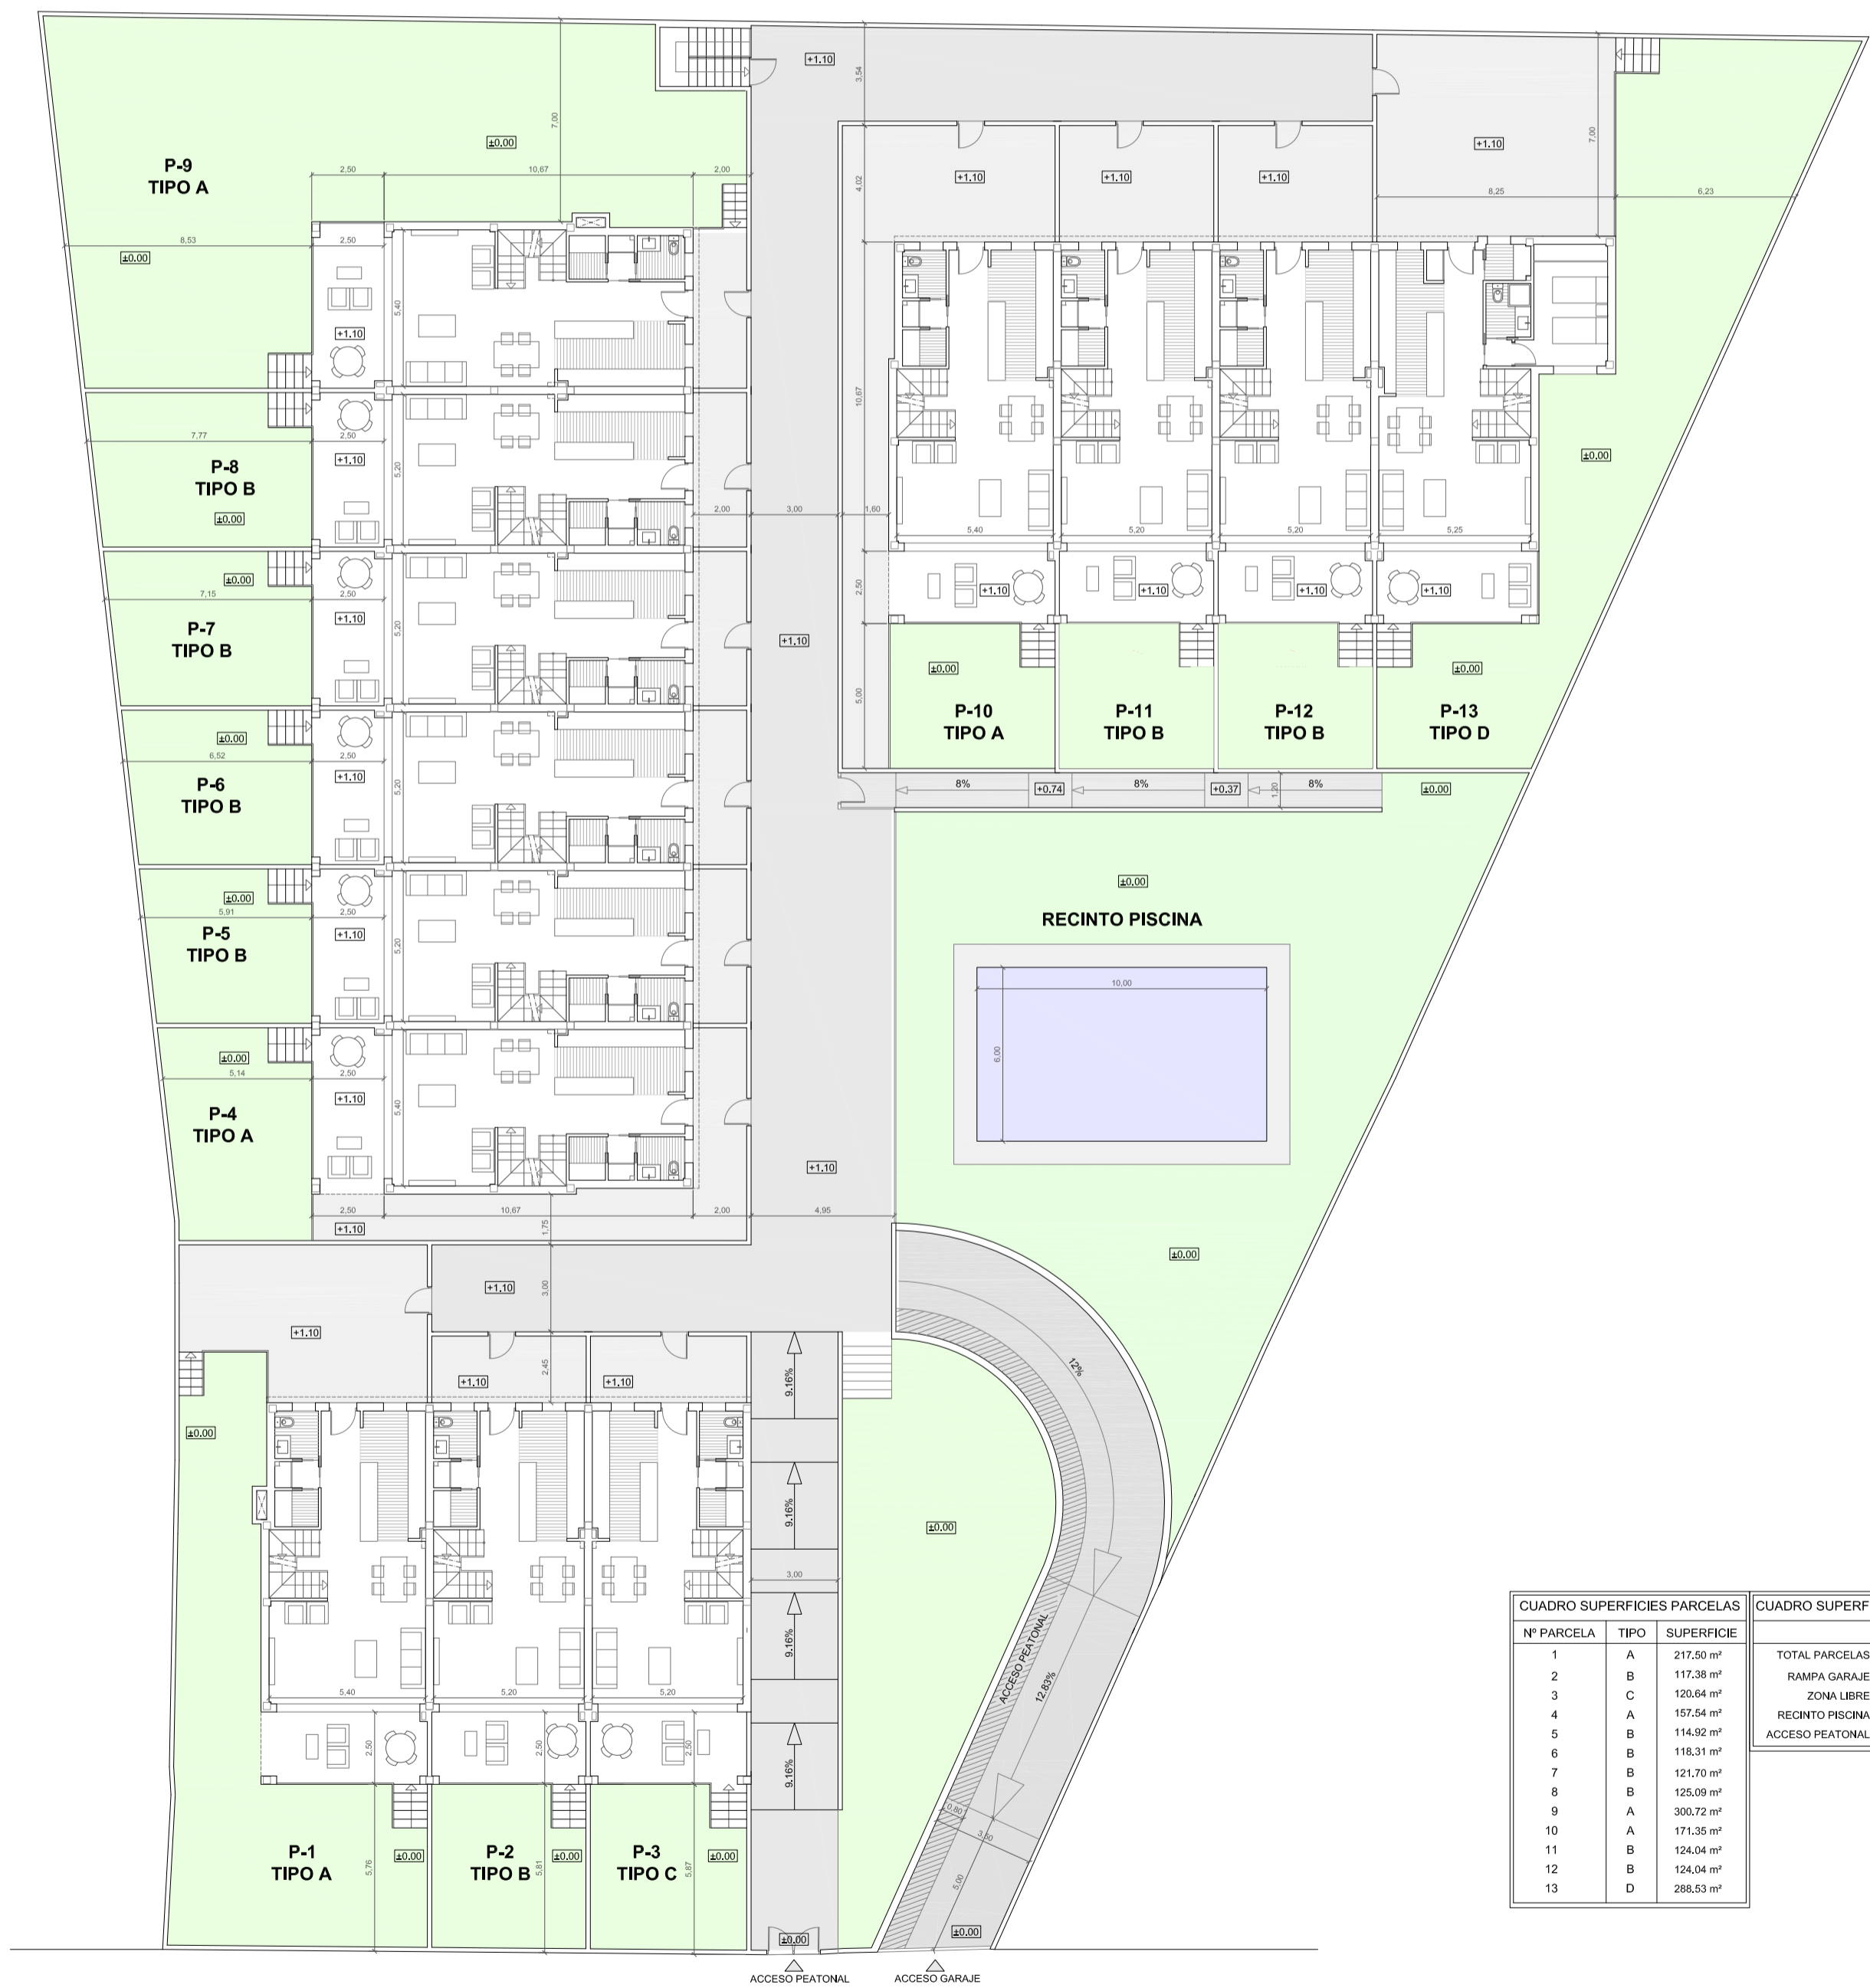 +1.10
3,54
7,00
7,00
±0.00
+1.10
P-9
TIPO A
2,50
10,67
2,00
+1.10
+1.10
+1.10
4,02
8,25
6,23
8,53
2,50
±0.00
+1.10
5,40
10,67
7,77
2,50
P-8
TIPO B
+1.10
5,20
±0.00
±0.00
2,00
3,00
1,60
5,40
5,20
5,20
5,25
±0.00
7,15
2,50
+1.10
5,20
P-7
TIPO B
2,50
+1.10
+1.10
+1.10
+1.10
+1.10
±0.00
±0.00
5,00
P-10
TIPO A
P-11
TIPO B
P-12
TIPO B
P-13
TIPO D
±0.00
6,52
2,50
+1.10
5,20
P-6
TIPO B
8%
+0.74
8%
+0.37
8%
1,20
±0.00
±0.00
RECINTO PISCINA
±0.00
5,91
2,50
+1.10
5,20
P-5
TIPO B
10,00
6,00
±0.00
5,14
2,50
+1.10
5,40
P-4
TIPO A
+1.10
2,50
10,67
2,00
4,95
+1.10
1,75
±0.00
+1.10
3,00
+1.10
2,45
+1.10
+1.10
9.16%
12%
±0.00
9.16%
±0.00
3,00
9.16%
ACCESO PEATONAL
12.83%
5,40
5,20
5,20
2,50
2,50
2,50
9.16%
0,80
3,60
5,00
P-1
TIPO A
±0.00
5,76
P-2
TIPO B
±0.00
5,81
P-3
TIPO C
±0.00
5,87
±0.00
±0.00
ACCESO PEATONAL
ACCESO GARAJE
CUADRO SUPERFICIES PARCELAS
Nº PARCELA TIPO SUPERFICIE
1 A 217.50 m²
2 B 117.38 m²
3 C 120.64 m²
4 A 157.54 m²
5 B 114.92 m²
6 B 118.31 m²
7 B 121.70 m²
8 B 125.09 m²
9 A 300.72 m²
10 A 171.35 m²
11 B 124.04 m²
12 B 124.04 m²
13 D 288.53 m²
CUADRO SUPERF
TOTAL PARCELAS
RAMPA GARAJE
ZONA LIBRE
RECINTO PISCINA
ACCESO PEATONAL